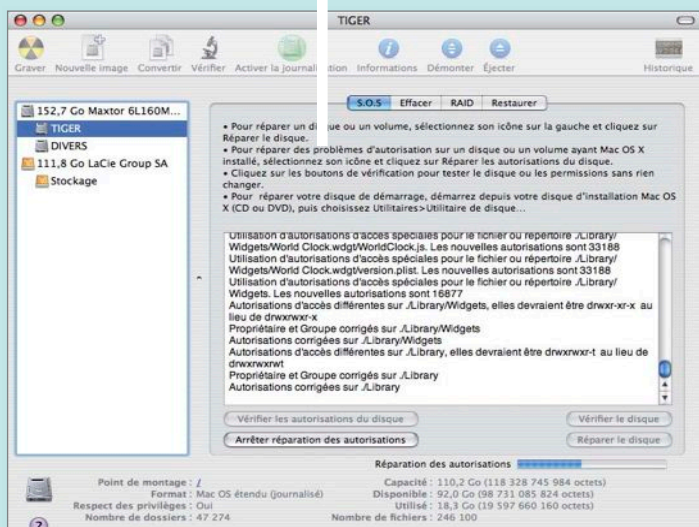 TIGER
Graver Nouvelle image Convertir Vérifier Activer la journalisation Informations Démonter Éjecter Historique
152,7 Go Maxtor 6L160M...
TIGER
DIVERS
111,8 Go LaCie Group SA
Stockage
S.O.S Effacer RAID Restaurer
• Pour réparer un disque ou un volume, sélectionnez son icône sur la gauche et cliquez sur
Réparer le disque.
• Pour réparer des problèmes d'autorisation sur un disque ou un volume ayant Mac OS X
installé, sélectionnez son icône et cliquez sur Réparer les autorisations du disque.
• Cliquez sur les boutons de vérification pour tester le disque ou les permissions sans rien
changer.
• Pour réparer votre disque de démarrage, démarrez depuis votre disque d'installation Mac OS
X (CD ou DVD), puis choisissez Utilitaires>Utilitaire de disque...
Utilisation d'autorisations d'accès spéciales pour le fichier ou répertoire ./Library/
Widgets/World Clock.wdgt/WorldClock.js. Les nouvelles autorisations sont 33188
Utilisation d'autorisations d'accès spéciales pour le fichier ou répertoire ./Library/
Widgets/World Clock.wdgt/version.plist. Les nouvelles autorisations sont 33188
Utilisation d'autorisations d'accès spéciales pour le fichier ou répertoire ./Library/
Widgets. Les nouvelles autorisations sont 16877
Autorisations d'accès différentes sur ./Library/Widgets, elles devraient être drwxr-xr-x au
lieu de drwxrwxr-x
Propriétaire et Groupe corrigés sur ./Library/Widgets
Autorisations corrigées sur ./Library/Widgets
Autorisations d'accès différentes sur ./Library, elles devraient être drwxrwxr-t au lieu de
drwxrwxrwt
Propriétaire et Groupe corrigés sur ./Library
Autorisations corrigées sur ./Library
Vérifier les autorisations du disque Vérifier le disque
Arrêter réparation des autorisations Réparer le disque
Réparation des autorisations
Point de montage : / Capacité : 110,2 Go (118 328 745 984 octets)
Format : Mac OS étendu (journalisé) Disponible : 92,0 Go (98 731 085 824 octets)
Respect des privilèges : Oui Utilisé : 18,3 Go (19 597 660 160 octets)
Nombre de dossiers : 47 274 Nombre de fichiers : 246 100
?